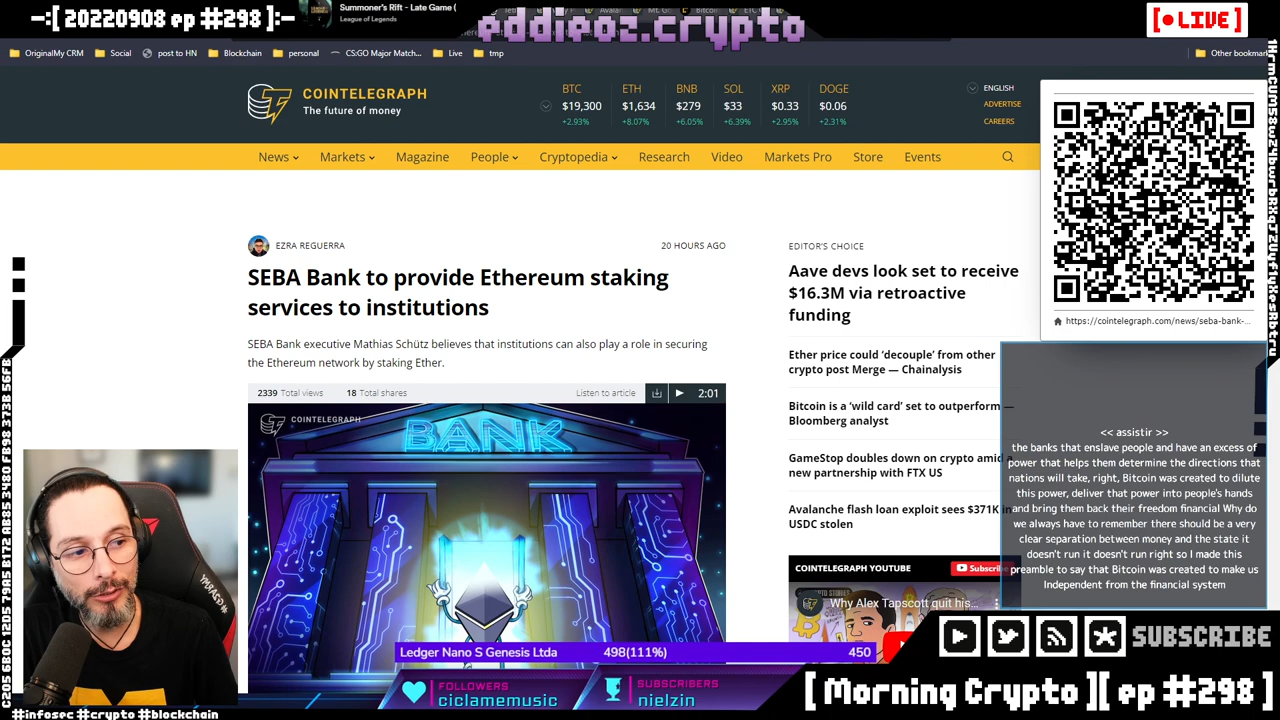 —:[ 20220908 ep #298 ]:—
Summoner's Rift - Late Game (
League of Legends
eddieoz.crypto
[●LIVE]
OriginalMy CRM
Social
post to HN
Blockchain
personal
CS:GO Major Match...
Live
tmp
Other bookmar
COINTELEGRAPH
The future of money
BTC
$19,300
+2.93%
ETH
$1,634
+8.07%
BNB
$279
+6.05%
SOL
$33
+6.39%
XRP
$0.33
+2.95%
DOGE
$0.06
+2.31%
ENGLISH
ADVERTISE
CAREERS
News
Markets
Magazine
People
Cryptopedia
Research
Video
Markets Pro
Store
Events
EZRA REGUERRA
20 HOURS AGO
SEBA Bank to provide Ethereum staking
services to institutions
SEBA Bank executive Mathias Schütz believes that institutions can also play a role in securing
the Ethereum network by staking Ether.
2339 Total views
18 Total shares
Listen to article
2:01
COINTELEGRAPH
BANK
EDITOR'S CHOICE
Aave devs look set to receive
$16.3M via retroactive
funding
Ether price could 'decouple' from other
crypto post Merge — Chainalysis
Bitcoin is a 'wild card' set to outperform —
Bloomberg analyst
GameStop doubles down on crypto amid a
new partnership with FTX US
Avalanche flash loan exploit sees $371K in
USDC stolen
COINTELEGRAPH YOUTUBE
Subscribe
Why Alex Tapscott quit his...
https://cointelegraph.com/news/seba-bank-...
<< assistir >>
the banks that enslave people and have an excess of
power that helps them determine the directions that
nations will take, right, Bitcoin was created to dilute
this power, deliver that power into people's hands
and bring them back their freedom financial Why do
we always have to remember there should be a very
clear separation between money and the state it
doesn't run it doesn't run right so I made this
preamble to say that Bitcoin was created to make us
Independent from the financial system
Ledger Nano S Genesis Ltda
498(111%)
450
FOLLOWERS
ciclamemusic
SUBSCRIBERS
nielzin
SUBSCRIBE
[ Morning Crypto ][ ep #298 ]
#infosec #crypto #blockchain